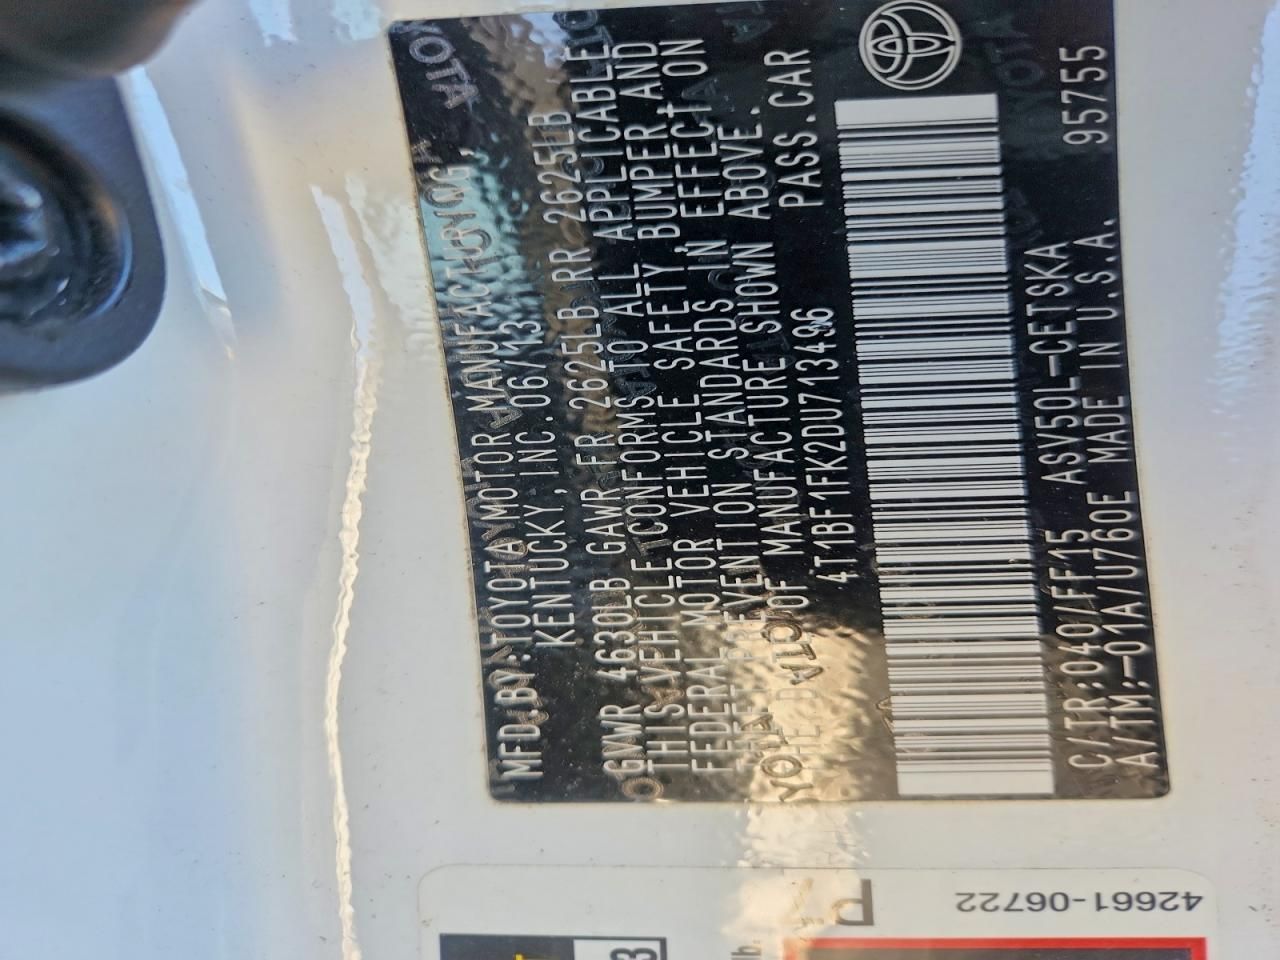 MFD.BY:TOYOTA MOTOR MANUFACTURING,
KENTUCKY,INC.06/13
GVWR 4630LB GAWR FR 2625LB RR 2625LB
THIS VEHICLE CONFORMS TO ALL APPLICABLE
FEDERAL MOTOR VEHICLE SAFETY, BUMPER, AND
THEFT PREVENTION STANDARDS IN EFFECT ON
THE DATE OF MANUFACTURE SHOWN ABOVE.
4T1BF1FK2DU713496 PASS.CAR
C/TR:040/FF15 ASV50L-CETSKA 95755
A/TM:-01A/U760E MADE IN U.S.A.
42661-06722